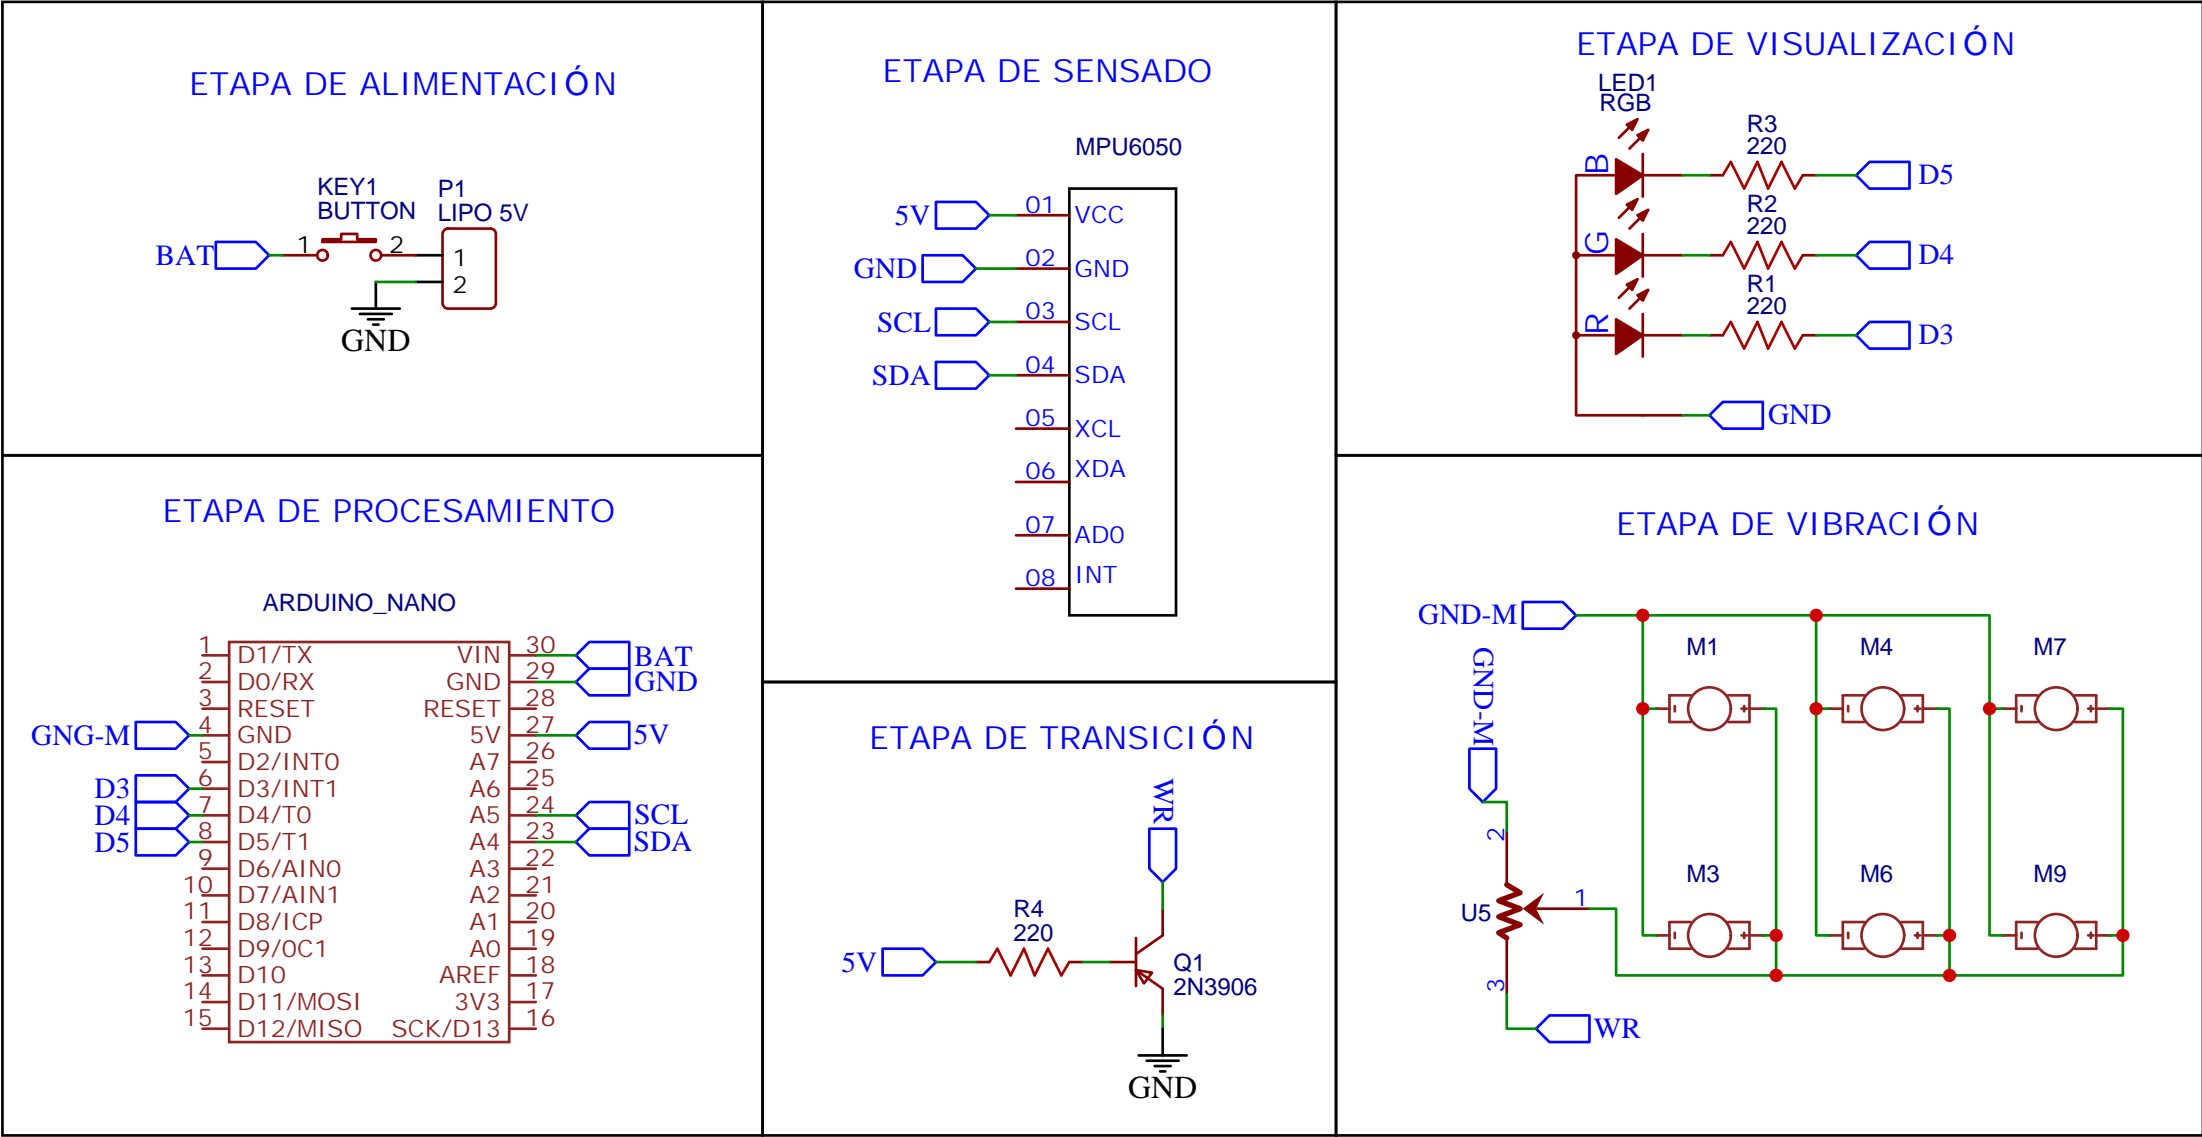 ETAPA DE ALIMENTACIÓN
KEY1
BUTTON
P1
LIPO 5V
BAT
1
2
1
2
GND
ETAPA DE SENSADO
MPU6050
5V
01
VCC
GND
02
GND
SCL
03
SCL
SDA
04
SDA
05
XCL
06
XDA
07
AD0
08
INT
ETAPA DE VISUALIZACIÓN
LED1
RGB
B
R3
220
D5
G
R2
220
D4
R
R1
220
D3
GND
ETAPA DE PROCESAMIENTO
ARDUINO_NANO
1 D1/TX VIN 30 BAT
2 D0/RX GND 29 GND
3 RESET RESET 28
GNG-M 4 GND 5V 27 5V
5 D2/INT0 A7 26
D3 6 D3/INT1 A6 25
D4 7 D4/T0 A5 24 SCL
D5 8 D5/T1 A4 23 SDA
9 D6/AIN0 A3 22
10 D7/AIN1 A2 21
11 D8/ICP A1 20
12 D9/0C1 A0 19
13 D10 AREF 18
14 D11/MOSI 3V3 17
15 D12/MISO SCK/D13 16
ETAPA DE TRANSICIÓN
WR
R4
220
5V
Q1
2N3906
GND
ETAPA DE VIBRACIÓN
GND-M
GND-M
M1
M4
M7
2
M3
M6
M9
U5
1
3
WR